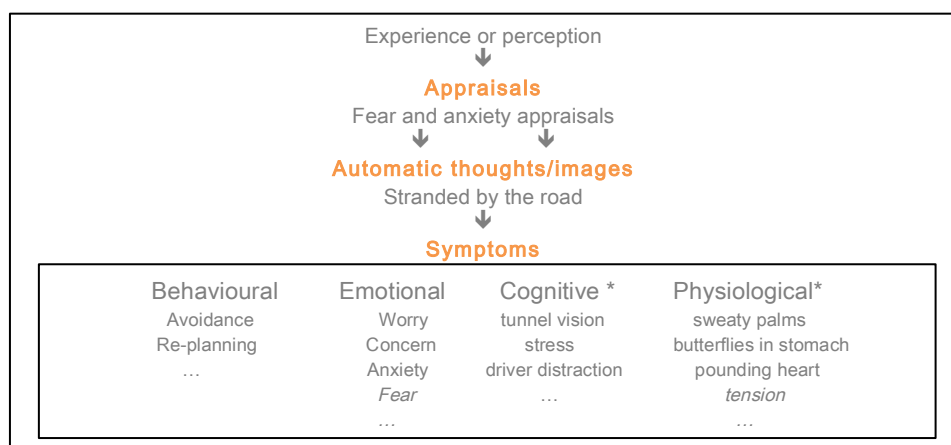 Experience or perception
Appraisals
Fear and anxiety appraisals
Automatic thoughts/images
Stranded by the road
Symptoms
Behavioural Emotional Cognitive * Physiological*
Avoidance Worry tunnel vision sweaty palms
Re-planning Concern stress butterflies in stomach
… Anxiety driver distraction pounding heart
Fear … tension
… …